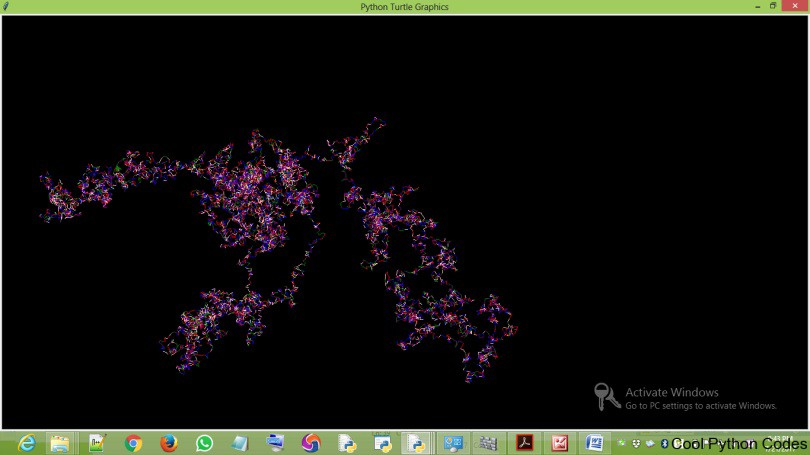 Python Turtle Graphics
Activate Windows
Go to PC settings to activate Windows.
Cool Python Codes